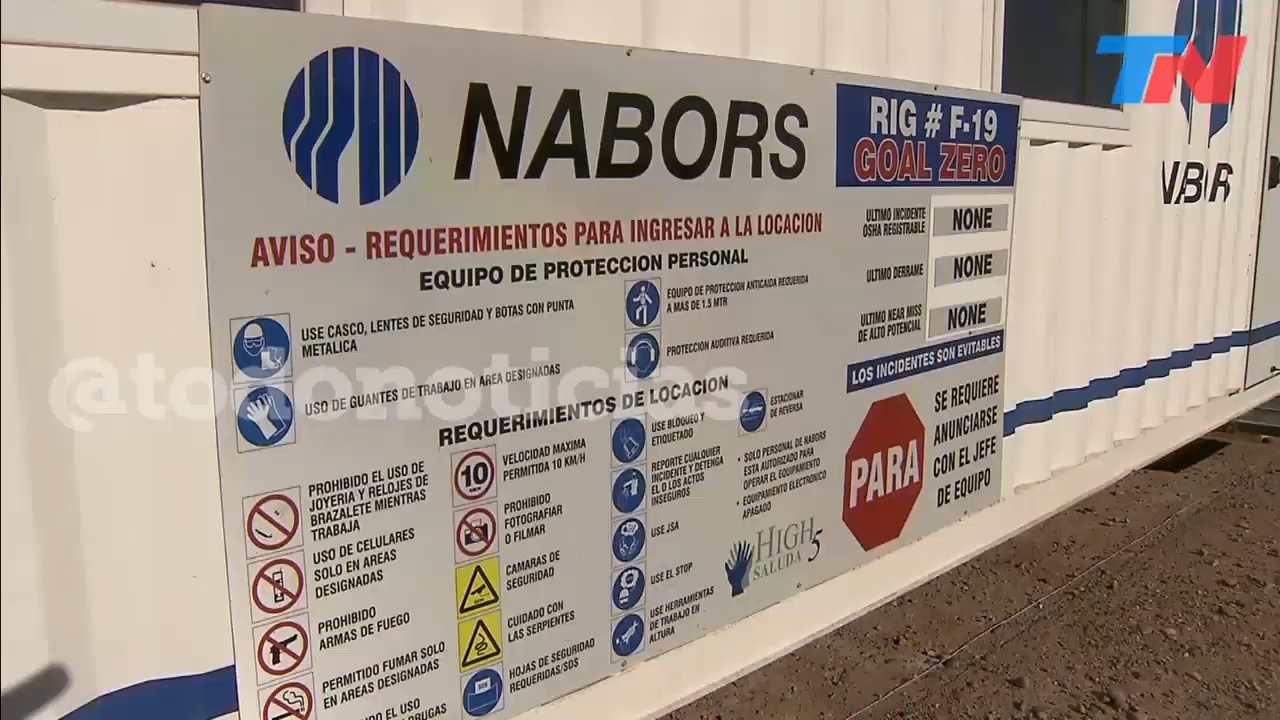 TN
NABORS
RIG # F-19
GOAL ZERO
ULTIMO INCIDENTE
OSHA REGISTRABLE
NONE
ULTIMO DERRAME
NONE
ULTIMO NEAR MISS
DE ALTO POTENCIAL
NONE
LOS INCIDENTES SON EVITABLES
PARA
SE REQUIERE
ANUNCIARSE
CON EL JEFE
DE EQUIPO
AVISO - REQUERIMIENTOS PARA INGRESAR A LA LOCACION
EQUIPO DE PROTECCION PERSONAL
USE CASCO, LENTES DE SEGURIDAD Y BOTAS CON PUNTA
METALICA
USO DE GUANTES DE TRABAJO EN AREA DESIGNADAS
EQUIPO DE PROTECCION ANTICAIDA REQUERIDA
A MAS DE 1.5 MTR
PROTECCION AUDITIVA REQUERIDA
@todonoticias
REQUERIMIENTOS DE LOCACION
PROHIBIDO EL USO DE
JOYERIA Y RELOJES DE
BRAZALETE MIENTRAS
TRABAJA
USO DE CELULARES
SOLO EN AREAS
DESIGNADAS
PROHIBIDO
ARMAS DE FUEGO
PERMITIDO FUMAR SOLO
EN AREAS DESIGNADAS
EL USO
DRUGAS
10
VELOCIDAD MAXIMA
PERMITIDA 10 KM/H
PROHIBIDO
FOTOGRAFIAR
O FILMAR
CAMARAS DE
SEGURIDAD
CUIDADO CON
LAS SERPIENTES
SDS
HOJAS DE SEGURIDAD
REQUERIDAS/SDS
USE BLOQUEO Y
ETIQUETADO
REPORTE CUALQUIER
INCIDENTE Y DETENGA
EL O LOS ACTOS
INSEGUROS
USE JSA
USE EL STOP
USE HERRAMIENTAS
DE TRABAJO EN
ALTURA
ESTACIONAR
DE REVERSA
• SOLO PERSONAL DE NABORS
ESTA AUTORIZADO PARA
OPERAR EL EQUIPAMIENTO
• EQUIPAMIENTO ELECTRONICO
APAGADO
HIGH 5
SALUDA